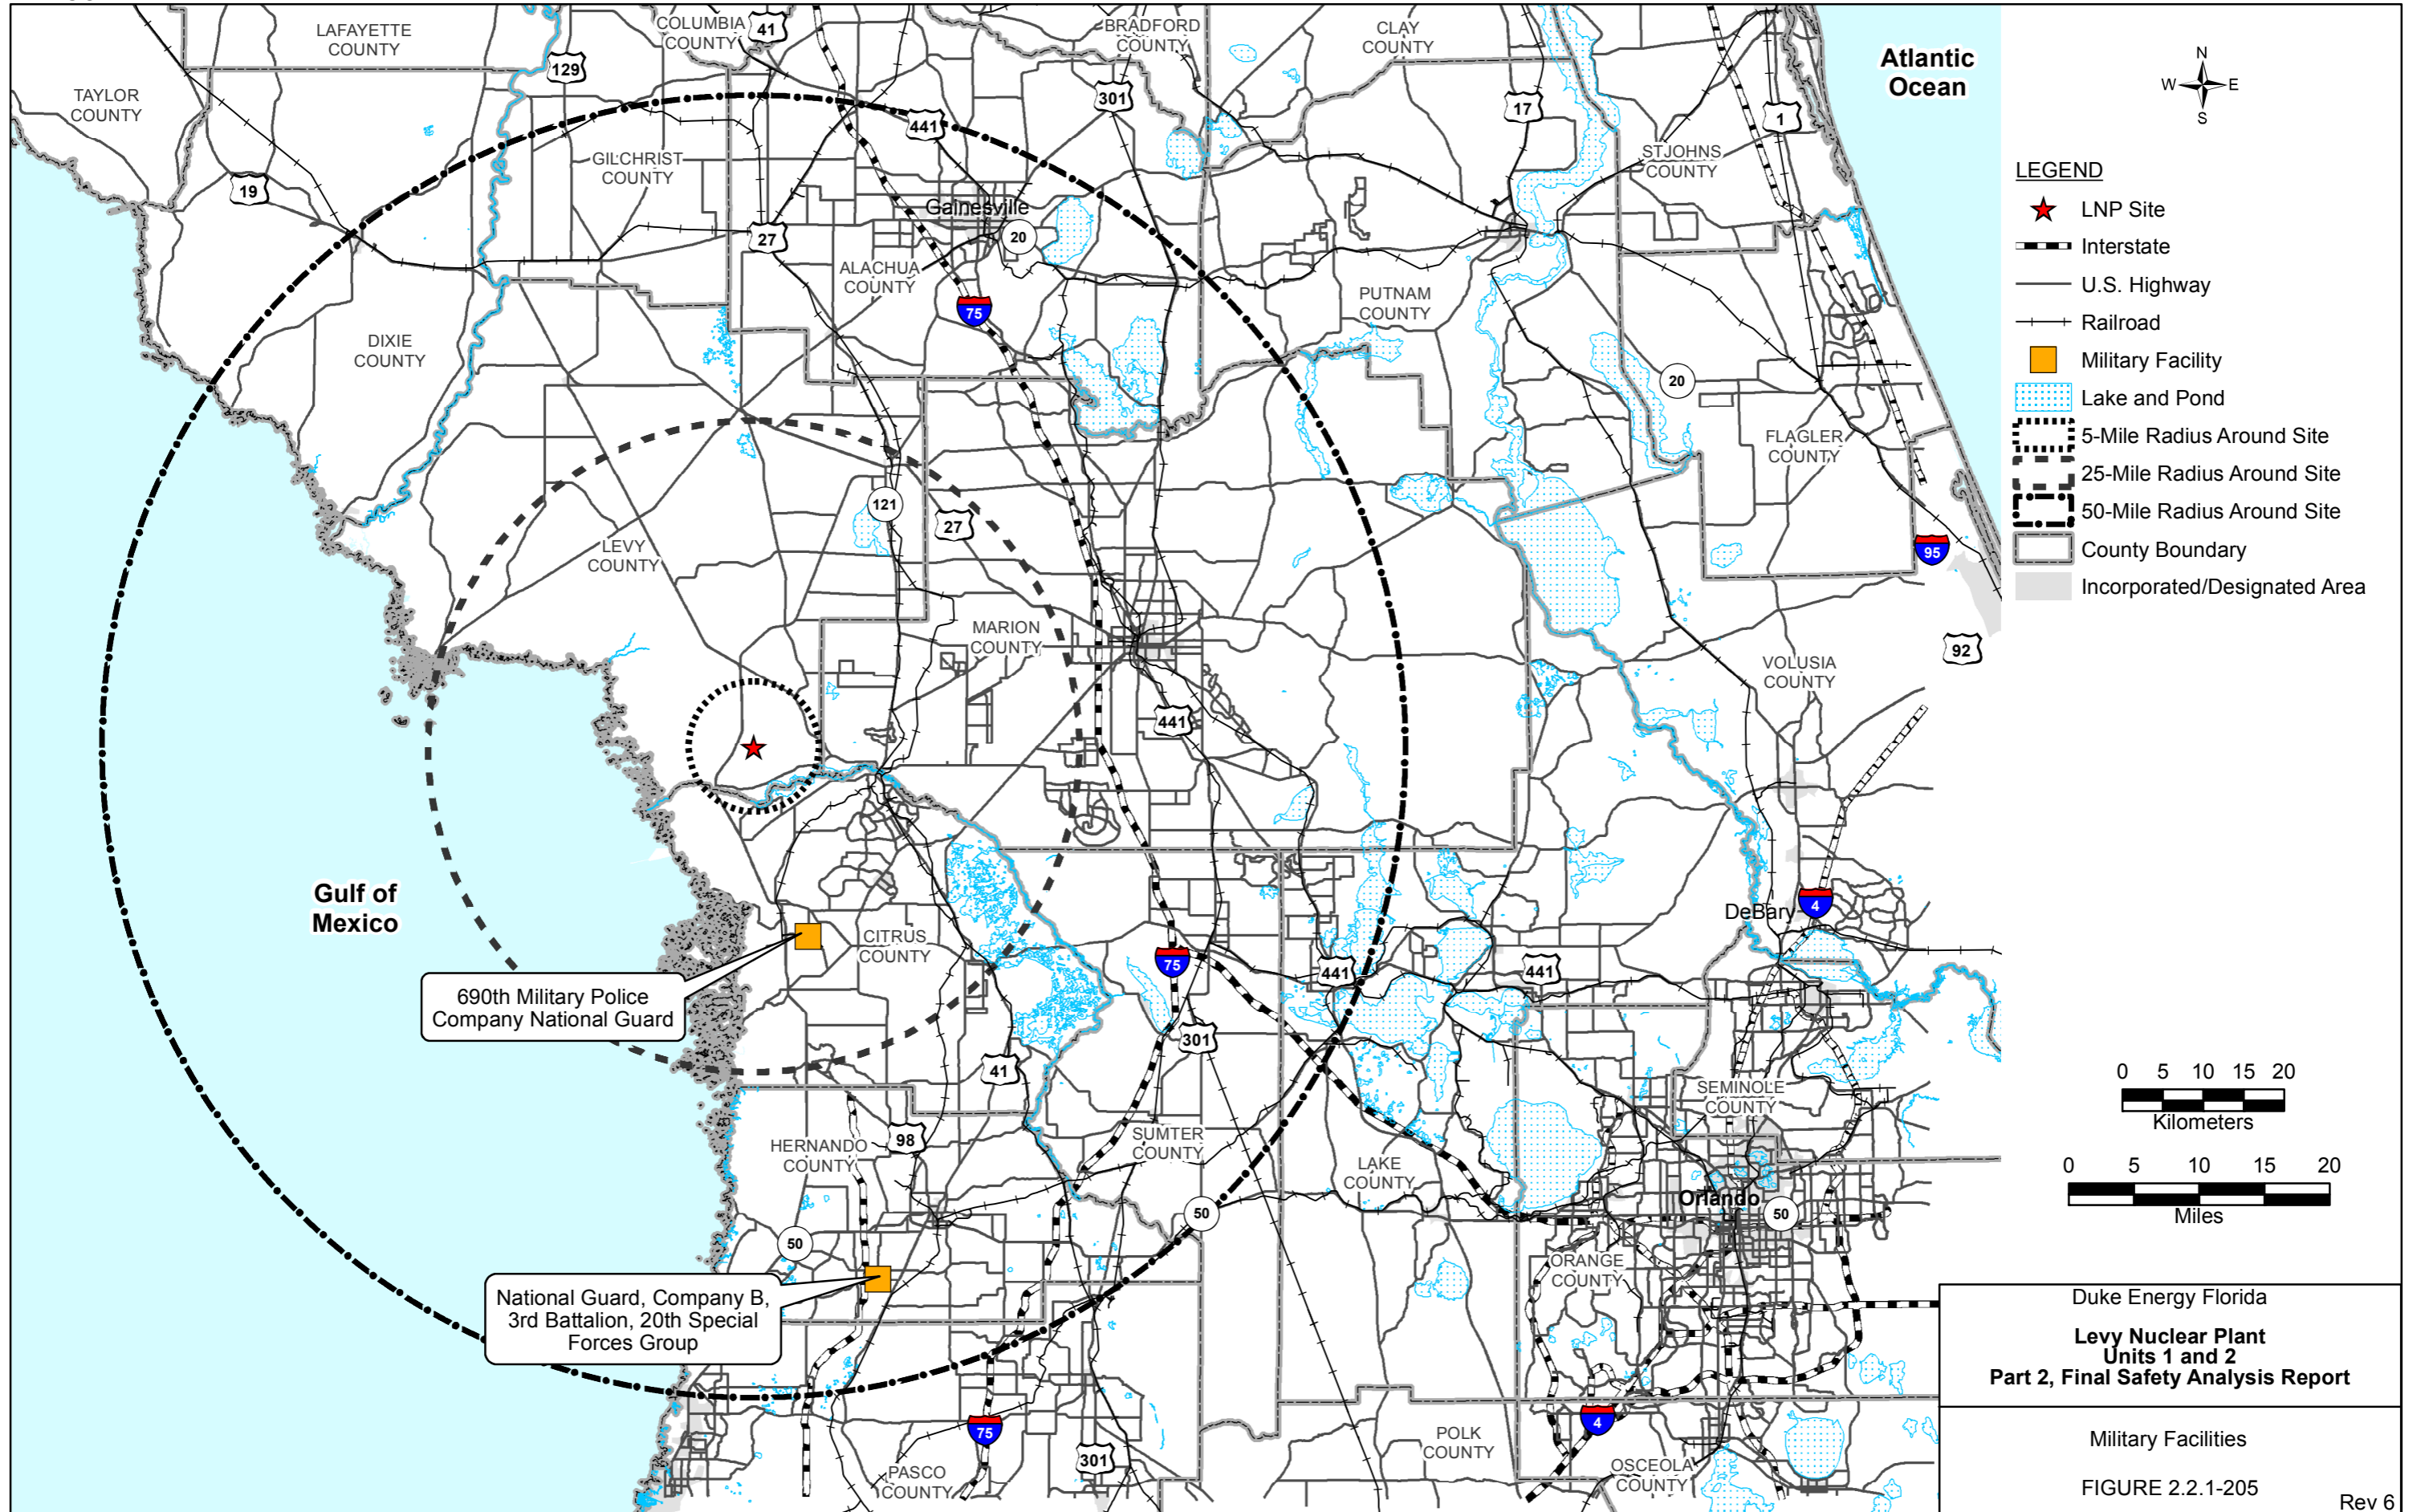 LAFAYETTE
COUNTY
COLUMBIA
COUNTY
41
BRADFORD
COUNTY
CLAY
COUNTY
Atlantic
Ocean
N
W
E
S
129
TAYLOR
COUNTY
301
17
1
441
GILCHRIST
COUNTY
STJOHNS
COUNTY
19
Gainesville
20
27
ALACHUA
COUNTY
75
PUTNAM
COUNTY
DIXIE
COUNTY
20
FLAGLER
COUNTY
121
27
LEVY
COUNTY
95
MARION
COUNTY
92
VOLUSIA
COUNTY
441
LEGEND
LNP Site
Interstate
U.S. Highway
Railroad
Military Facility
Lake and Pond
5-Mile Radius Around Site
25-Mile Radius Around Site
50-Mile Radius Around Site
County Boundary
Incorporated/Designated Area
Gulf of
Mexico
4
DeBary
CITRUS
COUNTY
75
441
441
690th Military Police
Company National Guard
301
41
SEMINOLE
COUNTY
0 5 10 15 20
Kilometers
98
HERNANDO
COUNTY
SUMTER
COUNTY
LAKE
COUNTY
0 5 10 15 20
Miles
50
Orlando
50
50
ORANGE
COUNTY
National Guard, Company B,
3rd Battalion, 20th Special
Forces Group
Duke Energy Florida
Levy Nuclear Plant
Units 1 and 2
Part 2, Final Safety Analysis Report
75
4
301
POLK
COUNTY
PASCO
COUNTY
OSCEOLA
COUNTY
Military Facilities
FIGURE 2.2.1-205
Rev 6